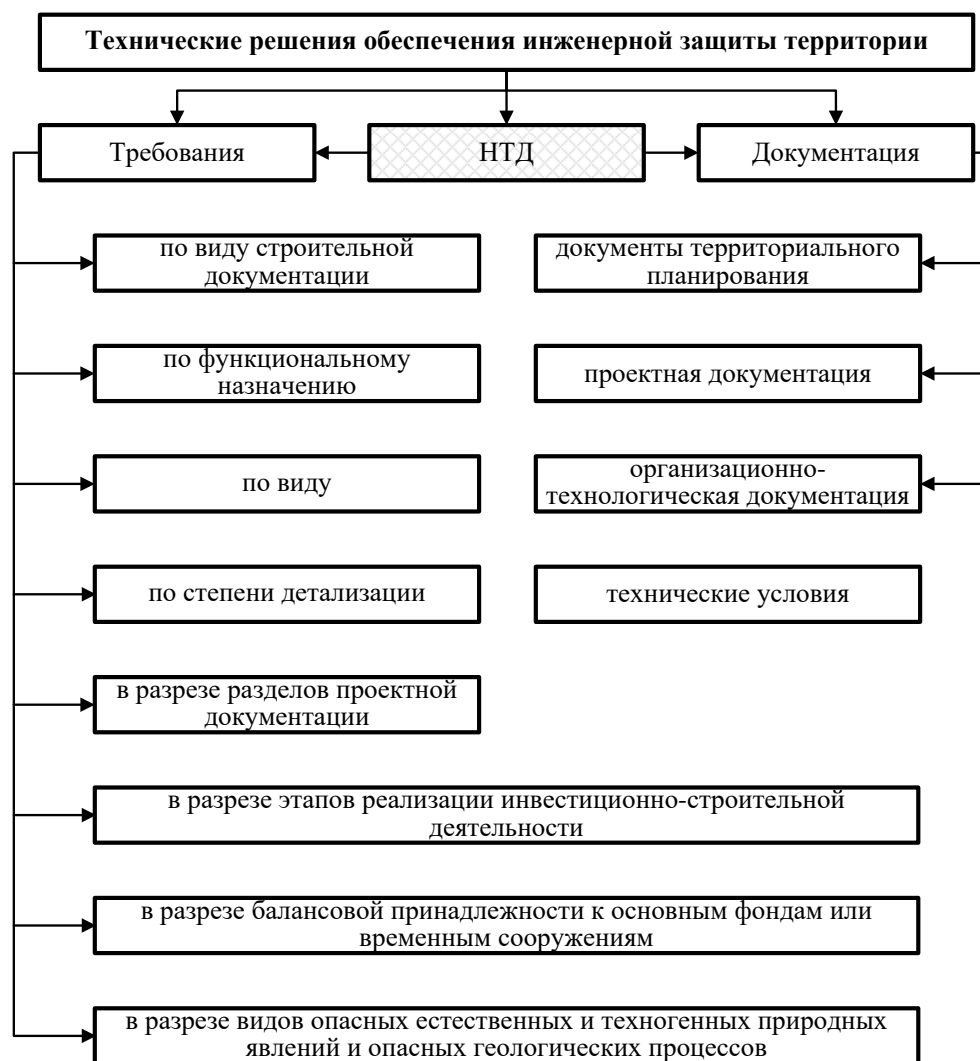 Технические решения обеспечения инженерной защиты территории
Требования
НТД
Документация
по виду строительной
документации
документы территориального
планирования
по функциональному
назначению
проектная документация
по виду
организационно-
технологическая документация
по степени детализации
технические условия
в разрезе разделов проектной
документации
в разрезе этапов реализации инвестиционно-строительной
деятельности
в разрезе балансовой принадлежности к основным фондам или
временным сооружениям
в разрезе видов опасных естественных и техногенных природных
явлений и опасных геологических процессов